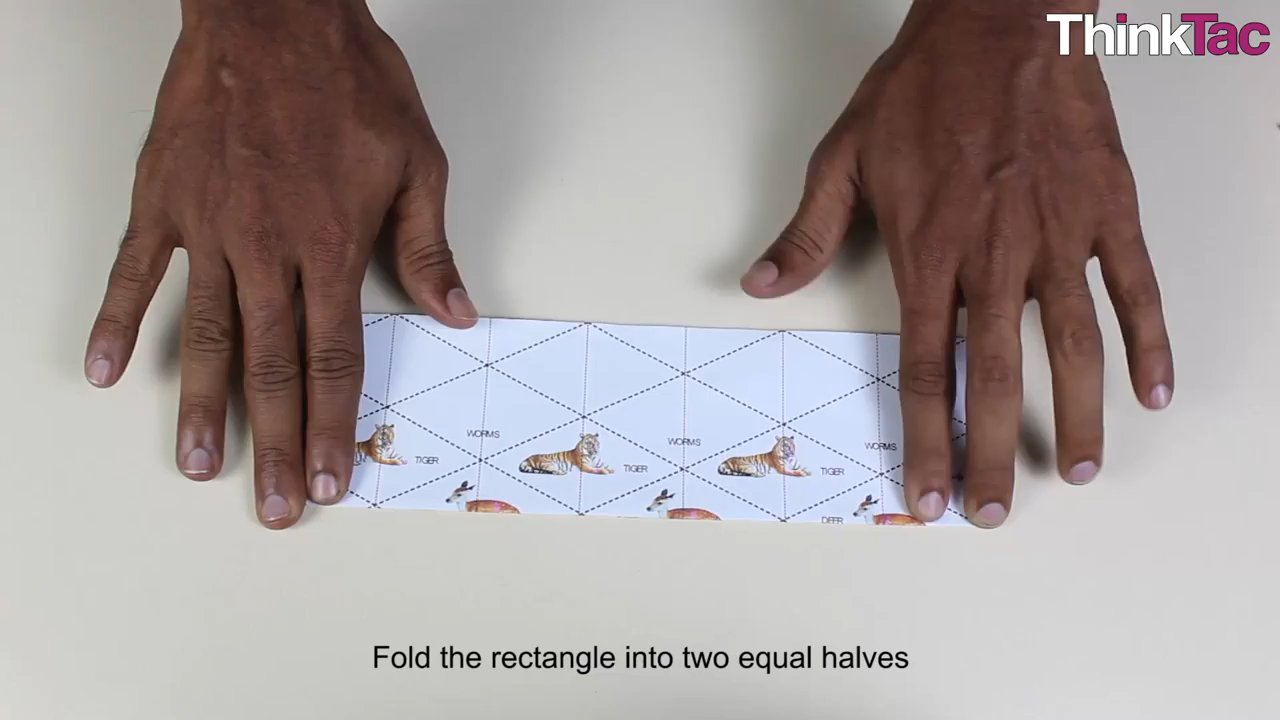 ThinkTac
WORMS
WORMS
WORMS
TIGER
TIGER
TIGER
DEER
Fold the rectangle into two equal halves